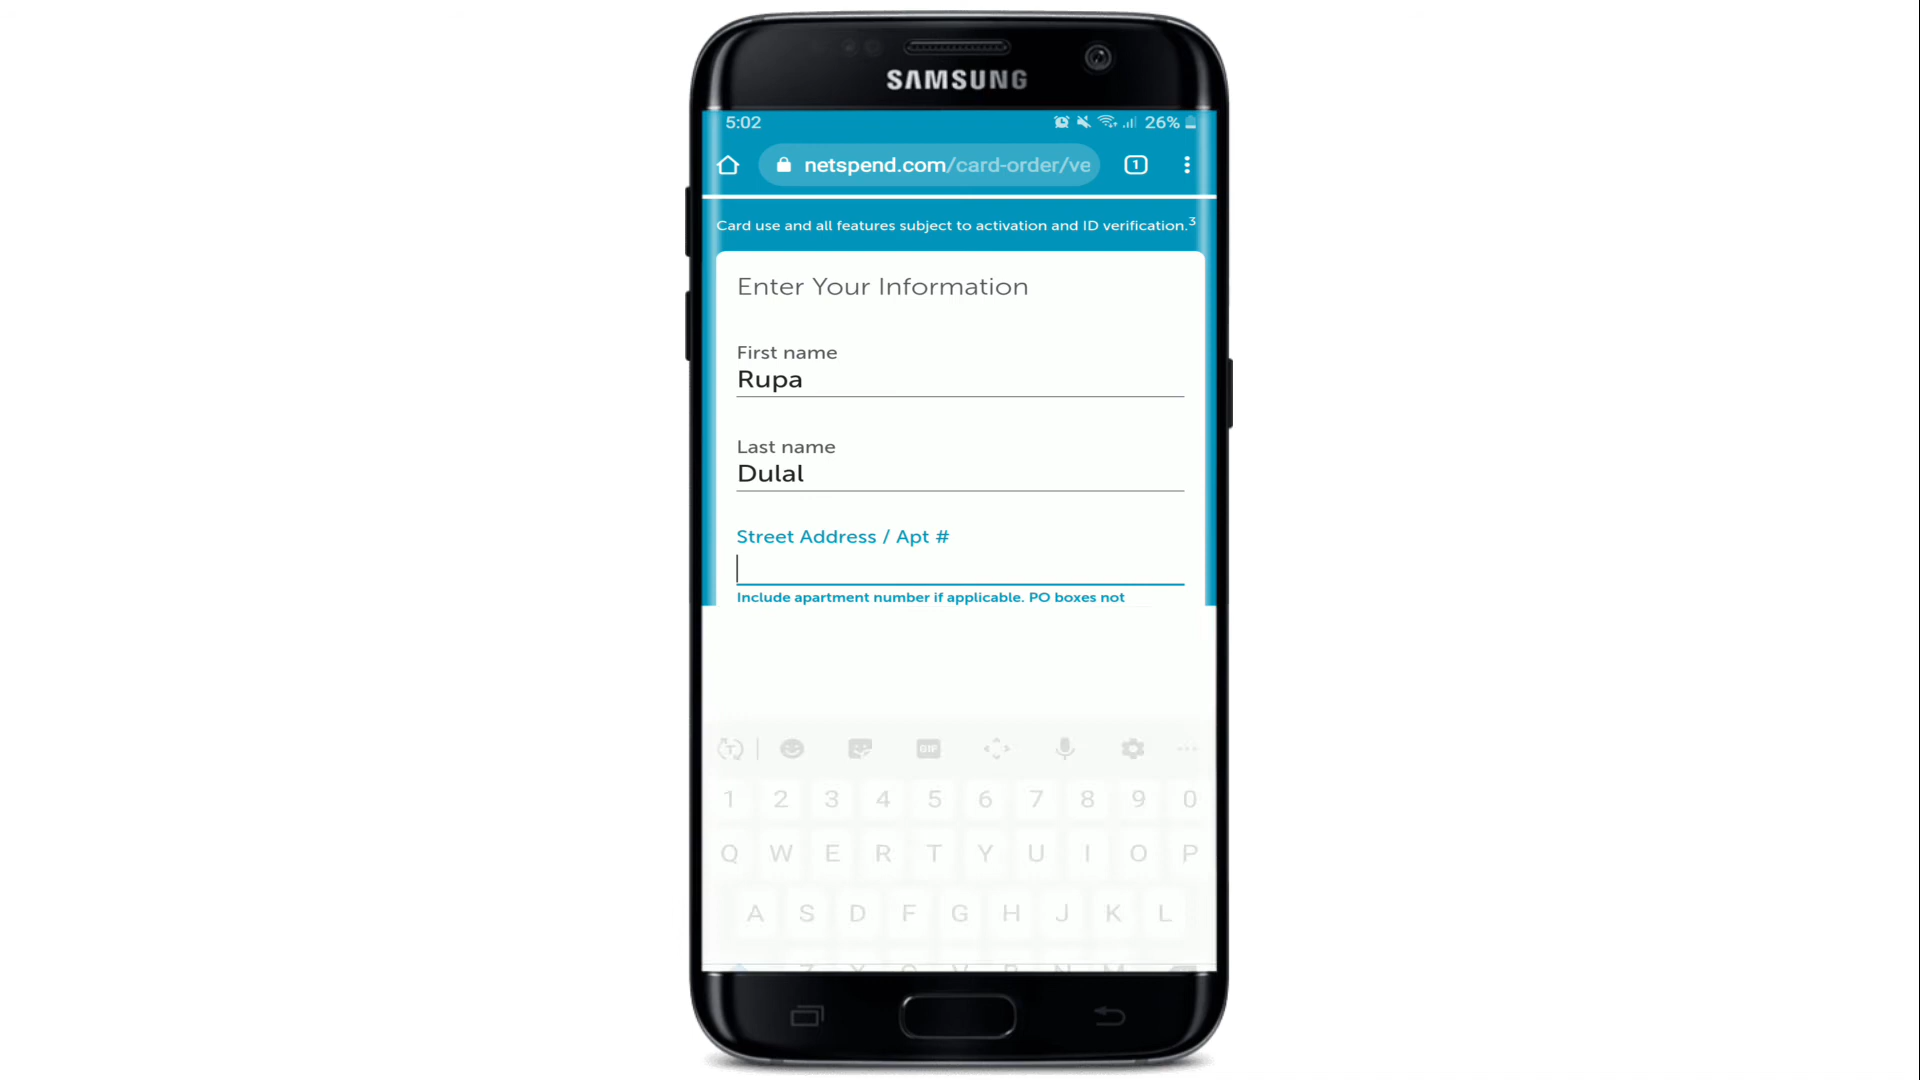 SAMSUNG
5:02 26%
netspend.com/card-order/ve 1
Card use and all features subject to activation and ID verification.3
Enter Your Information
First name
Rupa
Last name
Dulal
Street Address / Apt #
Include apartment number if applicable. PO boxes not
T GIF
1 2 3 4 5 6 7 8 9 0
Q W E R T Y U I O P
A S D F G H J K L
Z X C V B N M